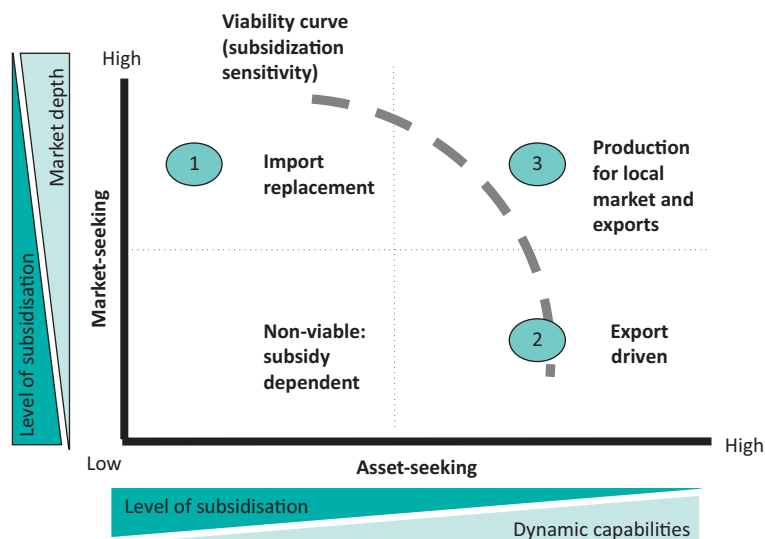 Viability curve
(subsidization
sensitivity)
High
Market depth
Level of subsidisation
Market-seeking
1
Import
replacement
3
Production
for local
market and
exports
Non-viable:
subsidy
dependent
2
Export
driven
Low
Asset-seeking
High
Level of subsidisation
Dynamic capabilities